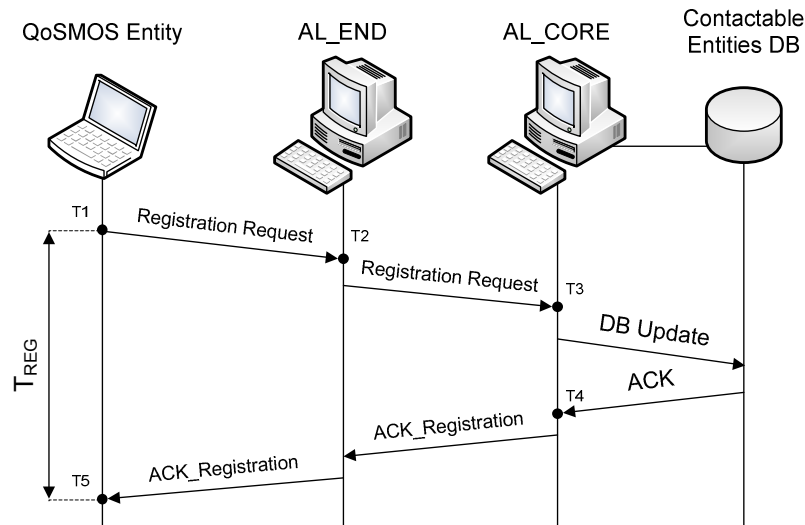 QoSMOS Entity
AL_END
AL_CORE
Contactable
Entities DB
T1
Registration Request
T2
Registration Request
T3
DB Update
ACK
T4
ACK_Registration
ACK_Registration
T5
TREG